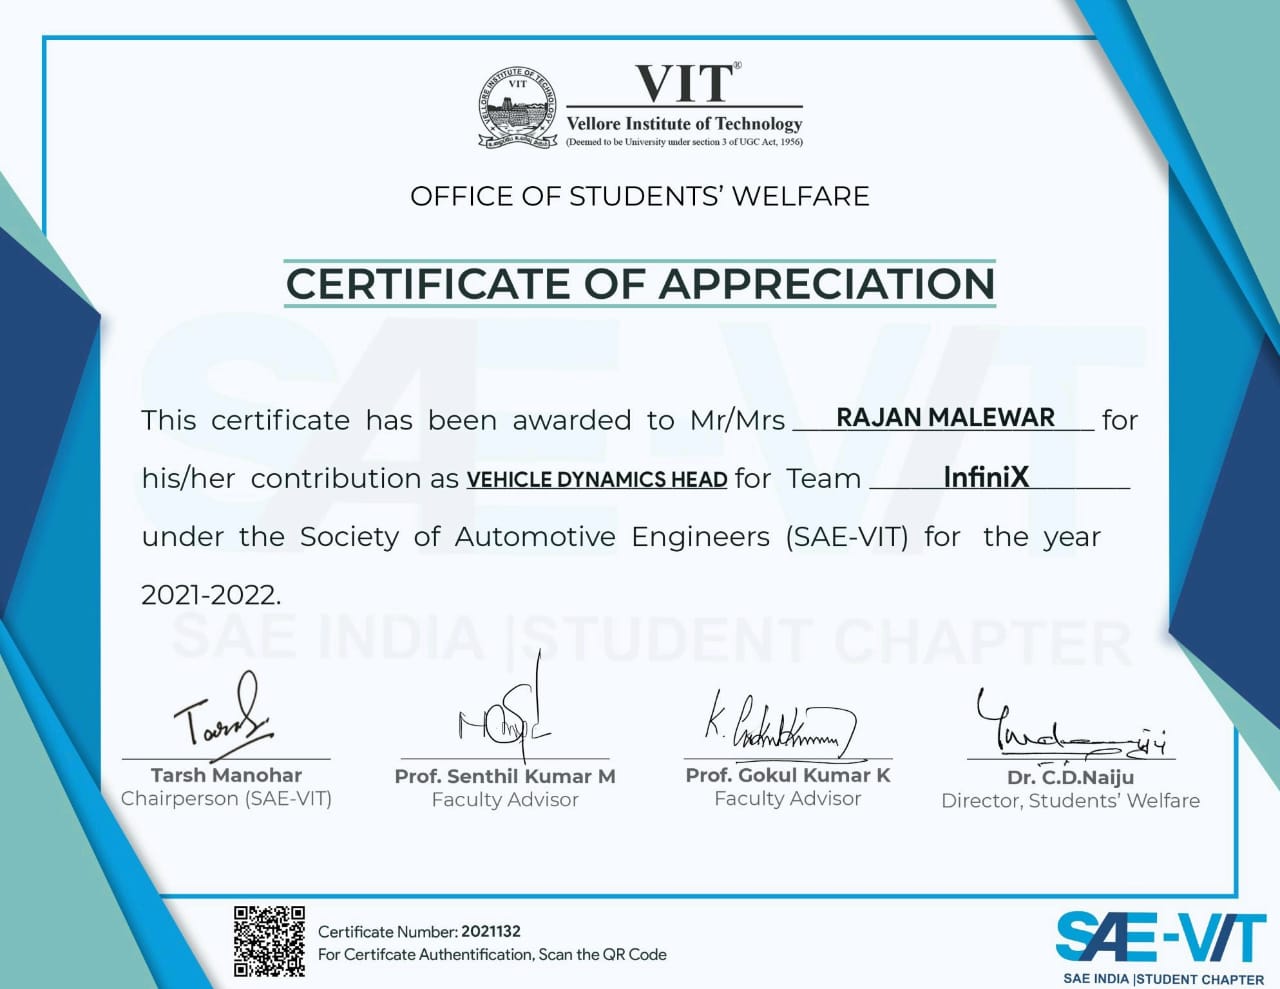 VELLORE INSTITUTE OF TECHNOLOGY
VIT
VIT®
Vellore Institute of Technology
(Deemed to be University under section 3 of UGC Act, 1956)
OFFICE OF STUDENTS' WELFARE
CERTIFICATE OF APPRECIATION
SAE-VIT
This certificate has been awarded to Mr/Mrs RAJAN MALEWAR for
his/her contribution as VEHICLE DYNAMICS HEAD for Team InfiniX
under the Society of Automotive Engineers (SAE-VIT) for the year
2021-2022.
SAE INDIA |STUDENT CHAPTER
Tarsh Manohar
Chairperson (SAE-VIT)
Prof. Senthil Kumar M
Faculty Advisor
Prof. Gokul Kumar K
Faculty Advisor
Dr. C.D.Naiju
Director, Students' Welfare
Certificate Number: 2021132
For Certifcate Authentification, Scan the QR Code
SAE-VIT
SAE INDIA |STUDENT CHAPTER